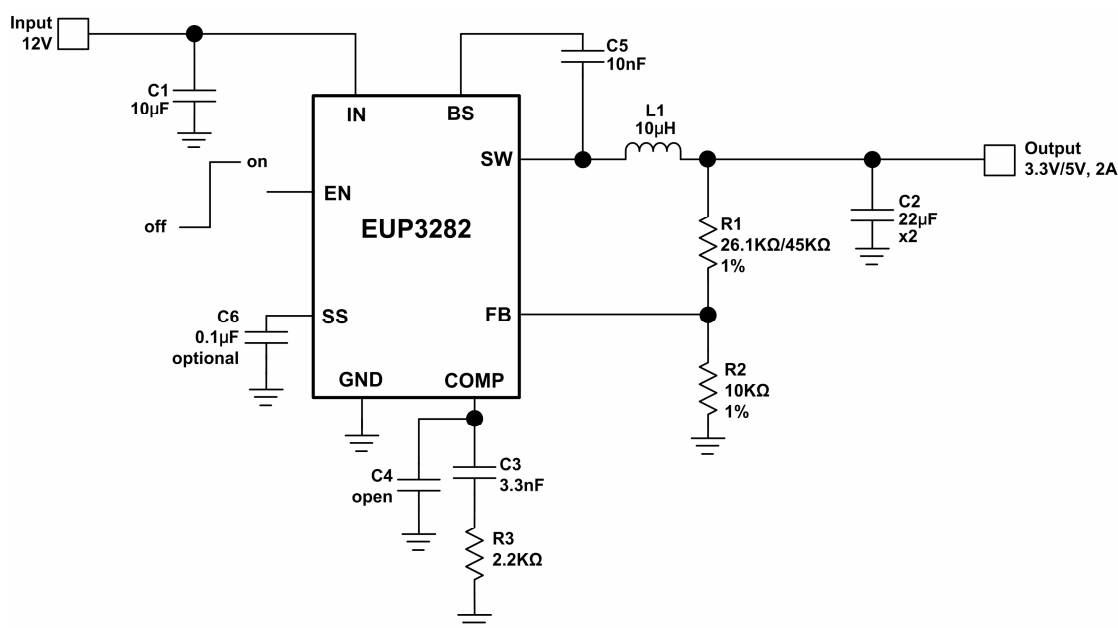 Input
12V
C1
10μF
on
off
IN
BS
C5
10nF
SW
L1
10μH
Output
3.3V/5V, 2A
EN
EUP3282
R1
26.1KΩ/45KΩ
1%
C2
22μF
x2
C6
0.1μF
optional
SS
FB
GND
COMP
R2
10KΩ
1%
C4
open
C3
3.3nF
R3
2.2KΩ